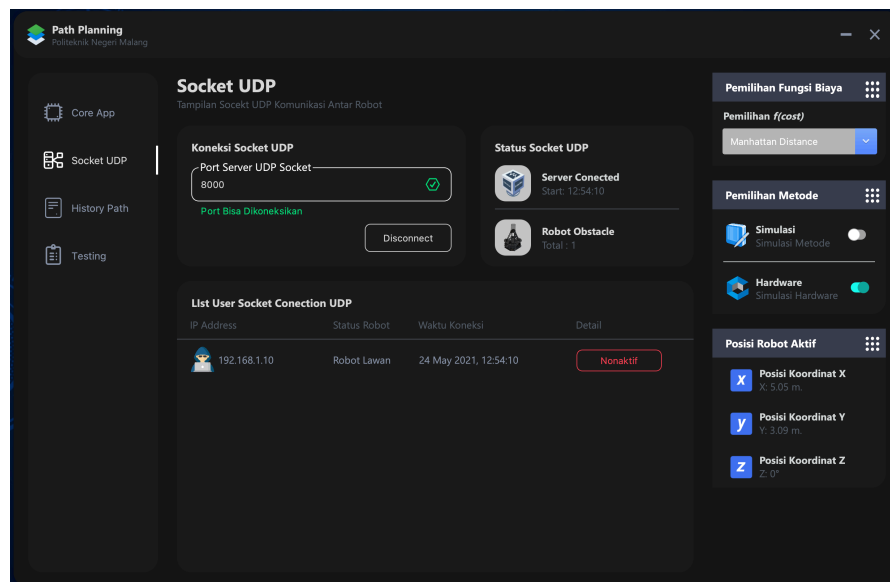 Path Planning
Politeknik Negeri Malang
Core App
Socket UDP
History Path
Testing
Socket UDP
Tampilan Socekt UDP Komunikasi Antar Robot
Koneksi Socket UDP
Port Server UDP Socket
8000
Port Bisa Dikoneksikan
Disconnect
Status Socket UDP
Server Conected
Start: 12:54:10
Robot Obstacle
Total : 1
LIst User Socket Conection UDP
IP Address Status Robot Waktu Koneksi Detail
192.168.1.10 Robot Lawan 24 May 2021, 12:54:10 Nonaktif
Pemilihan Fungsi Biaya
Pemilihan f(cost)
Manhattan Distance
Pemilihan Metode
Simulasi
Simulasi Metode
Hardware
Simulasi Hardware
Posisi Robot Aktif
X
Posisi Koordinat X
X: 5.05 m.
y
Posisi Koordinat Y
Y: 3.09 m.
Z
Posisi Koordinat Z
Z: 0°